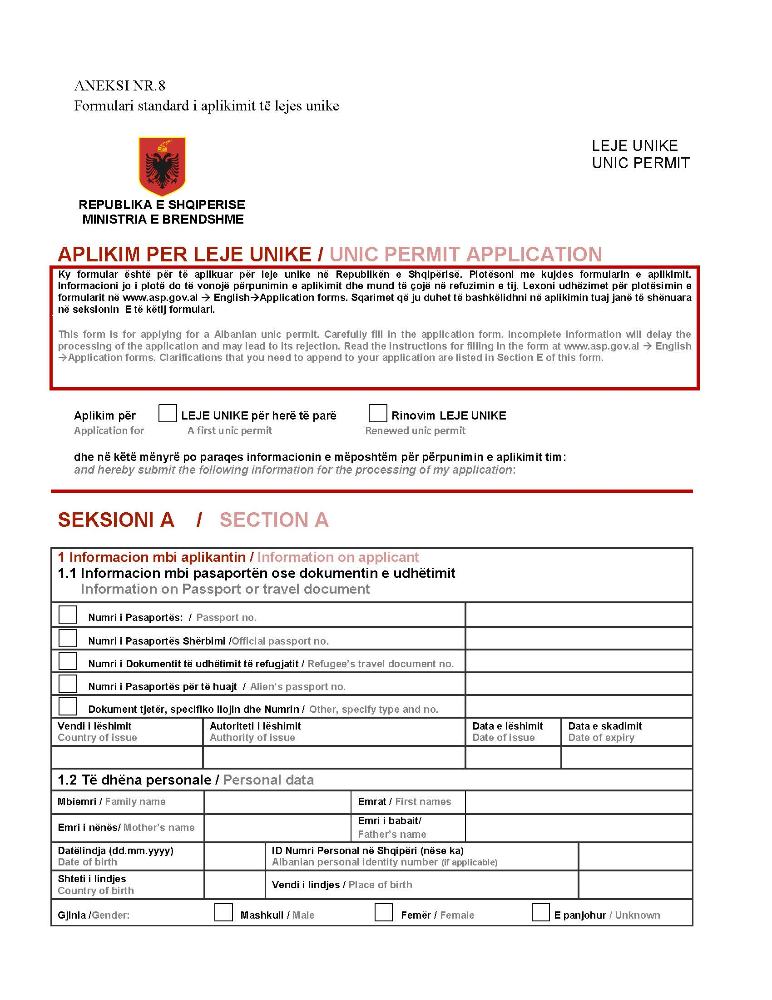 ANEKSI NR.8
Formulari standard i aplikimit të lejes unike
LEJE UNIKE
UNIC PERMIT
REPUBLIKA E SHQIPERISE
MINISTRIA E BRENDSHME
APLIKIM PER LEJE UNIKE / UNIC PERMIT APPLICATION
Ky formular është për të aplikuar për leje unike në Republikën e Shqipërisë. Plotësoni me kujdes formularin e aplikimit.
Informacioni jo i plotë do të vonojë përpunimin e aplikimit dhe mund të çojë në refuzimin e tij. Lexoni udhëzimet për plotësimin e
formularit në www.asp.gov.al → English→Application forms. Sqarimet që ju duhet të bashkëlidhni në aplikimin tuaj janë të shënuara
në seksionin E të këtij formulari.
This form is for applying for a Albanian unic permit. Carefully fill in the application form. Incomplete information will delay the
processing of the application and may lead to its rejection. Read the instructions for filling in the form at www.asp.gov.al → English
→Application forms. Clarifications that you need to append to your application are listed in Section E of this form.
Aplikim për LEJE UNIKE për herë të parë Rinovim LEJE UNIKE
Application for A first unic permit Renewed unic permit
dhe në këtë mënyrë po paraqes informacionin e mëposhtëm për përpunimin e aplikimit tim:
and hereby submit the following information for the processing of my application:
SEKSIONI A / SECTION A
1 Informacion mbi aplikantin / Information on applicant
1.1 Informacion mbi pasaportën ose dokumentin e udhëtimit
Information on Passport or travel document
Numri i Pasaportës: / Passport no.
Numri i Pasaportës Shërbimi /Official passport no.
Numri i Dokumentit të udhëtimit të refugjatit / Refugee's travel document no.
Numri i Pasaportës për të huajt / Alien's passport no.
Dokument tjetër, specifiko llojin dhe Numrin / Other, specify type and no.
Vendi i lëshimit Autoriteti i lëshimit Data e lëshimit Data e skadimit
Country of issue Authority of issue Date of issue Date of expiry
1.2 Të dhëna personale / Personal data
Mbiemri / Family name Emrat / First names
Emri i nënës/ Mother's name Emri i babait/
Father's name
Datëlindja (dd.mm.yyyy) ID Numri Personal në Shqipëri (nëse ka)
Date of birth Albanian personal identity number (if applicable)
Shteti i lindjes Vendi i lindjes / Place of birth
Country of birth
Gjinia /Gender: Mashkull / Male Femër / Female E panjohur / Unknown